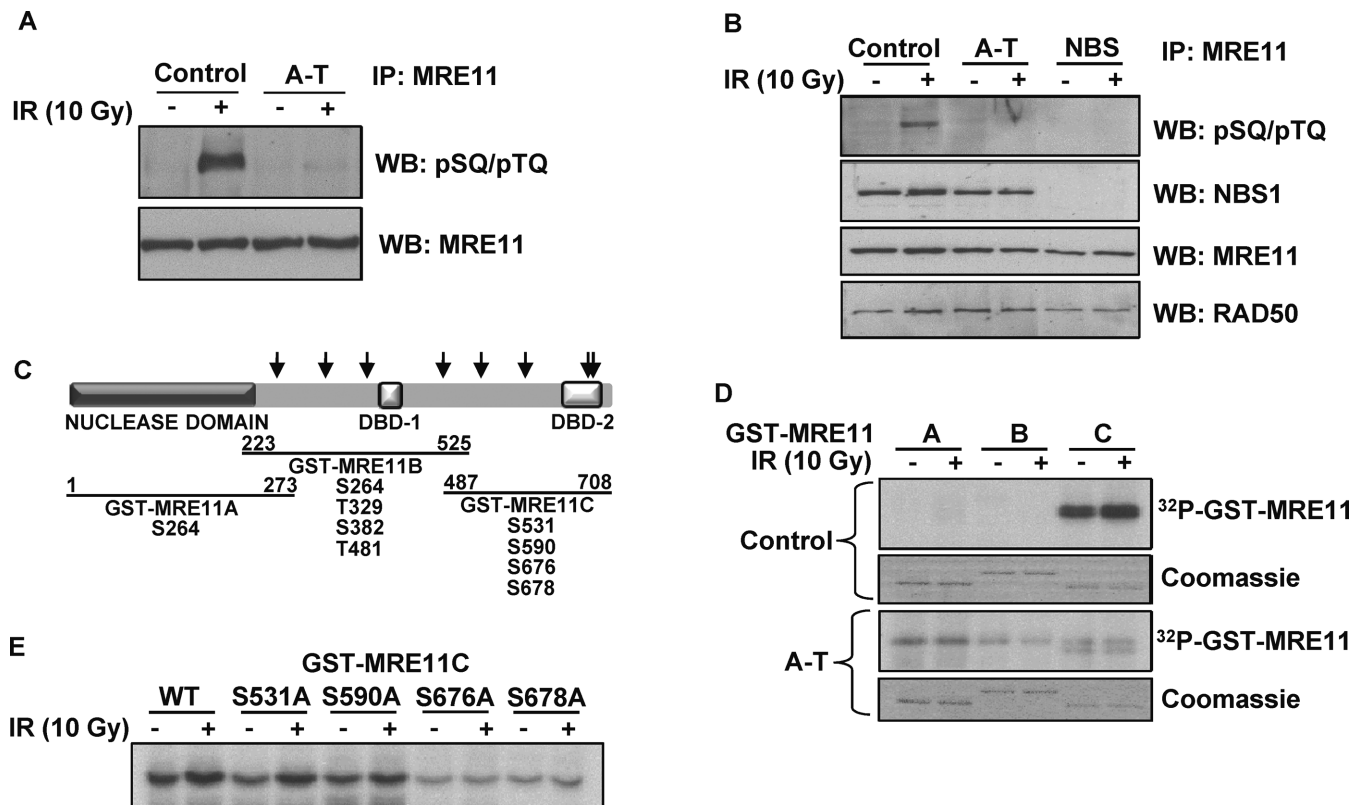 A
Control A-T IP: MRE11
IR (10 Gy) - + - +
WB: pSQ/pTQ
WB: MRE11
B
Control A-T NBS IP: MRE11
IR (10 Gy) - + - + - +
WB: pSQ/pTQ
WB: NBS1
WB: MRE11
WB: RAD50
C
NUCLEASE DOMAIN DBD-1 DBD-2
223 525
GST-MRE11B
S264
T329
S382
T481
1 273
GST-MRE11A
S264
487 708
GST-MRE11C
S531
S590
S676
S678
D
GST-MRE11 A B C
IR (10 Gy) - + - + - +
Control
³²P-GST-MRE11
Coomassie
A-T
³²P-GST-MRE11
Coomassie
E
GST-MRE11C
WT S531A S590A S676A S678A
IR (10 Gy) - + - + - + - + - +